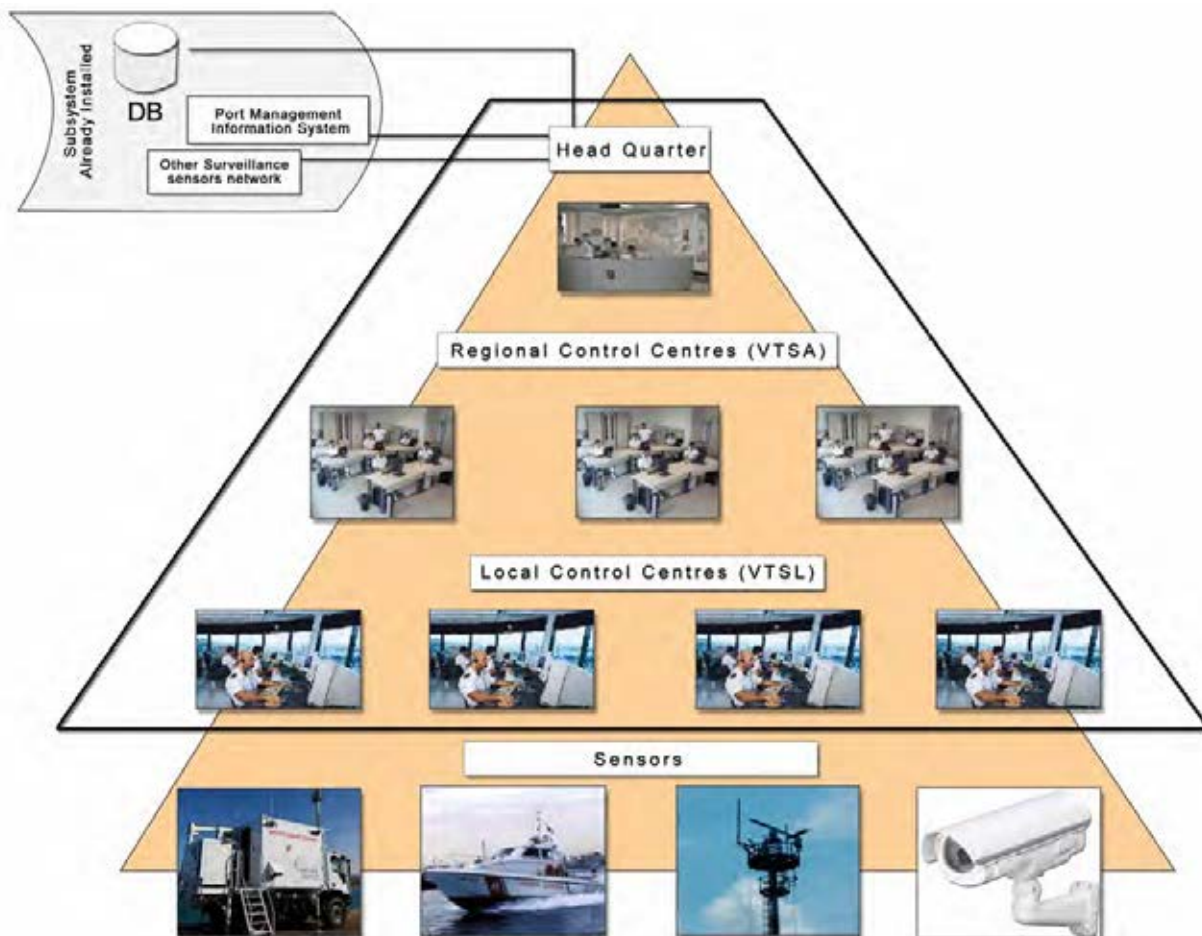 Subsystem
Already Installed
DB
Port Management
Information System
Other Surveillance
sensors network
Head Quarter
Regional Control Centres (VTSA)
Local Control Centres (VTSL)
Sensors